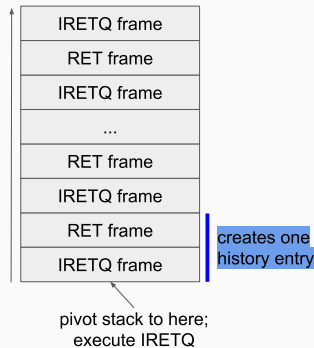 IRETQ frame
RET frame
IRETQ frame
...
RET frame
IRETQ frame
RET frame
IRETQ frame
creates one
history entry
pivot stack to here;
execute IRETQ